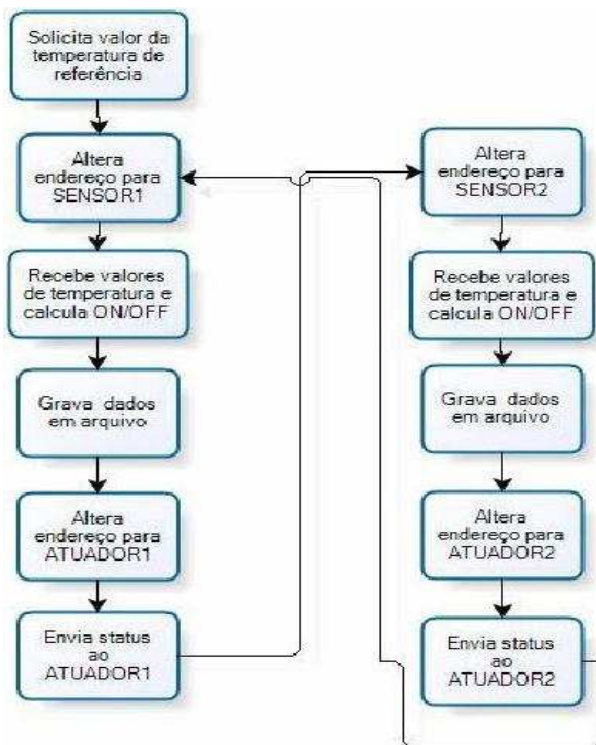 Solicita valor da
temperatura de
referência
Altera
endereço para
SENSOR1
Recebe valores
de temperatura e
calcula ON/OFF
Grava dados
em arquivo
Altera
endereço para
ATUADOR1
Envia status
ao
ATUADOR1
Altera
endereço para
SENSOR2
Recebe valores
de temperatura e
calcula ON/OFF
Grava dados
em arquivo
Altera
endereço para
ATUADOR2
Envia status
ao
ATUADOR2